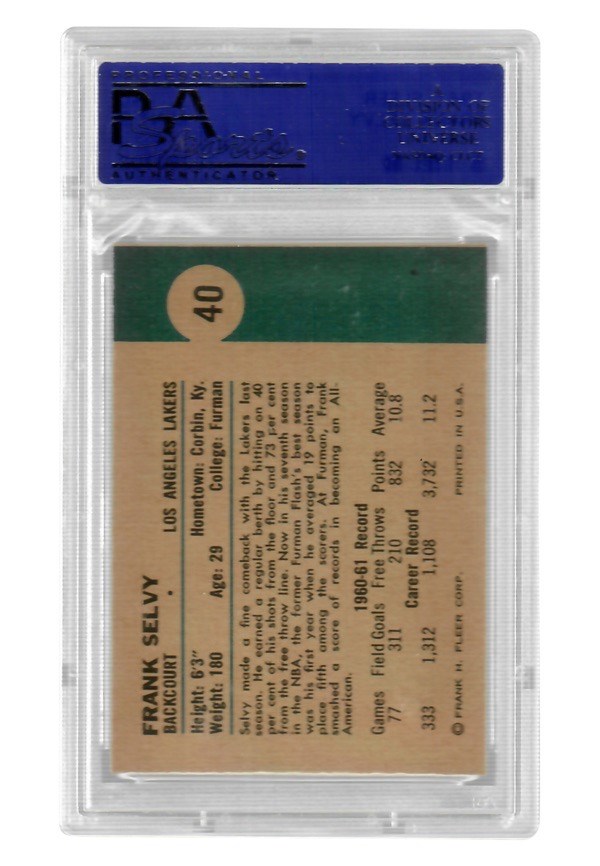 PROFESSIONAL
PSA
Sports
AUTHENTICATOR
A
DIVISION OF
COLLECTORS
UNIVERSE
40
FRANK SELVY
BACKCOURT LOS ANGELES LAKERS
Height: 6'3" Hometown: Corbin, Ky.
Weight: 180 Age: 29 College: Furman
Selvy made a fine comeback with the Lakers last
season. He earned a regular berth by hitting on 40
per cent of his shots from the floor and 73 per cent
from the free throw line. Now in his seventh season
in the NBA, the former Furman Flash's best season
was his first year when he averaged 19 points to
place fifth among the scorers. At Furman, Frank
smashed a score of records in becoming an All-
American.
1960-61 Record
Games Field Goals Free Throws Points Average
77 311 210 832 10.8
Career Record
333 1,312 1,108 3,732 11.2
© FRANK H. FLEER CORP. PRINTED IN U.S.A.